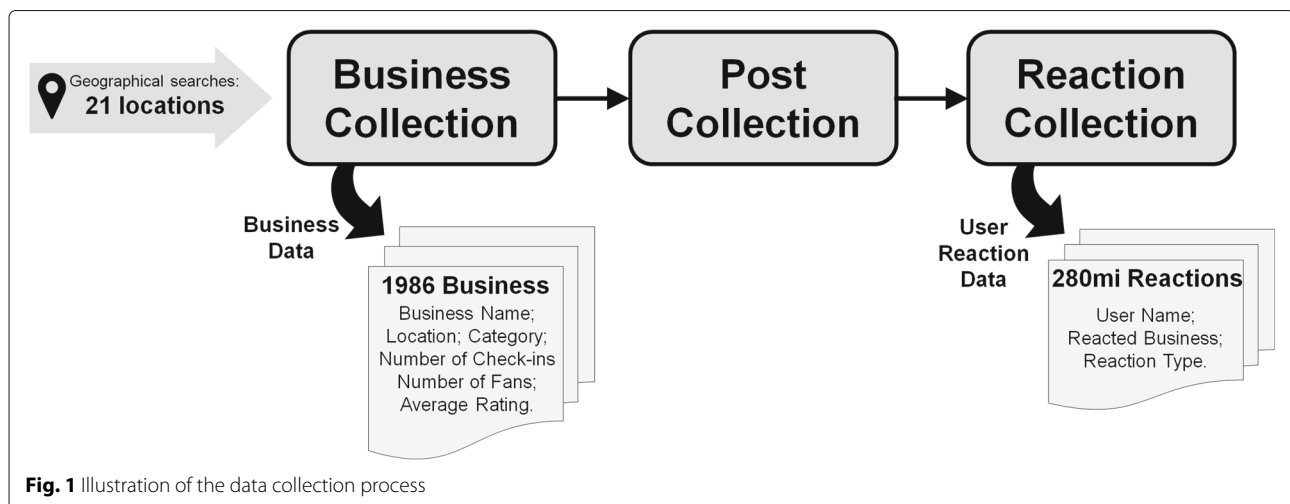 Geographical searches:
21 locations
Business
Collection
Post
Collection
Reaction
Collection
Business
Data
1986 Business
Business Name;
Location; Category;
Number of Check-ins
Number of Fans;
Average Rating.
User
Reaction
Data
280mi Reactions
User Name;
Reacted Business;
Reaction Type.
Fig. 1 Illustration of the data collection process